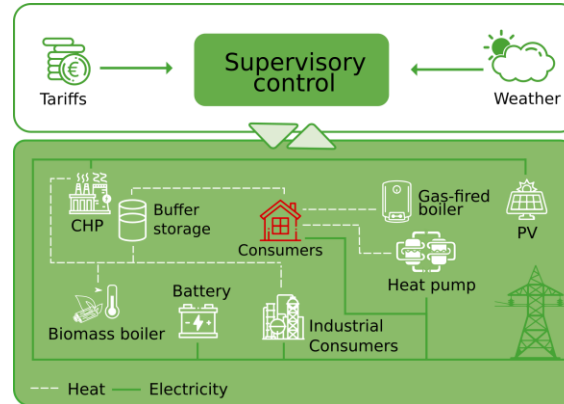 Supervisory
control
Tariffs
Weather
CHP
Buffer
storage
Consumers
Gas-fired
boiler
PV
Heat pump
Battery
Biomass boiler
Industrial
Consumers
Heat
Electricity